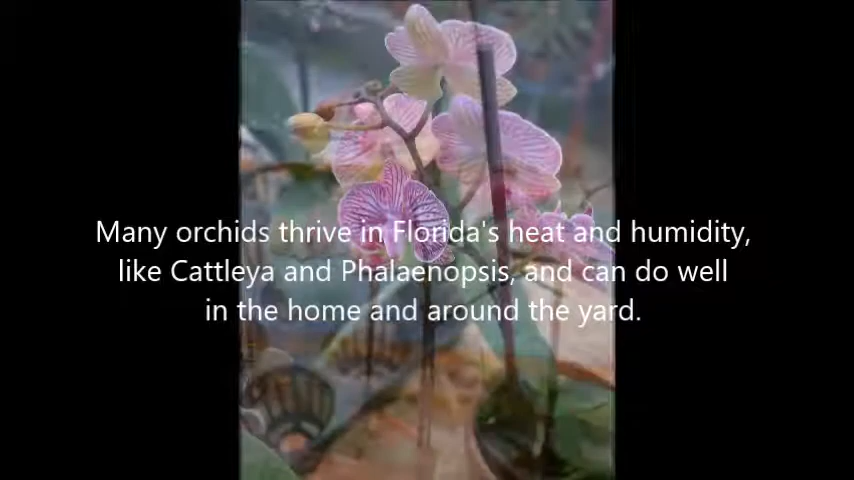 Many orchids thrive in Florida's heat and humidity,
like Cattleya and Phalaenopsis, and can do well
in the home and around the yard.